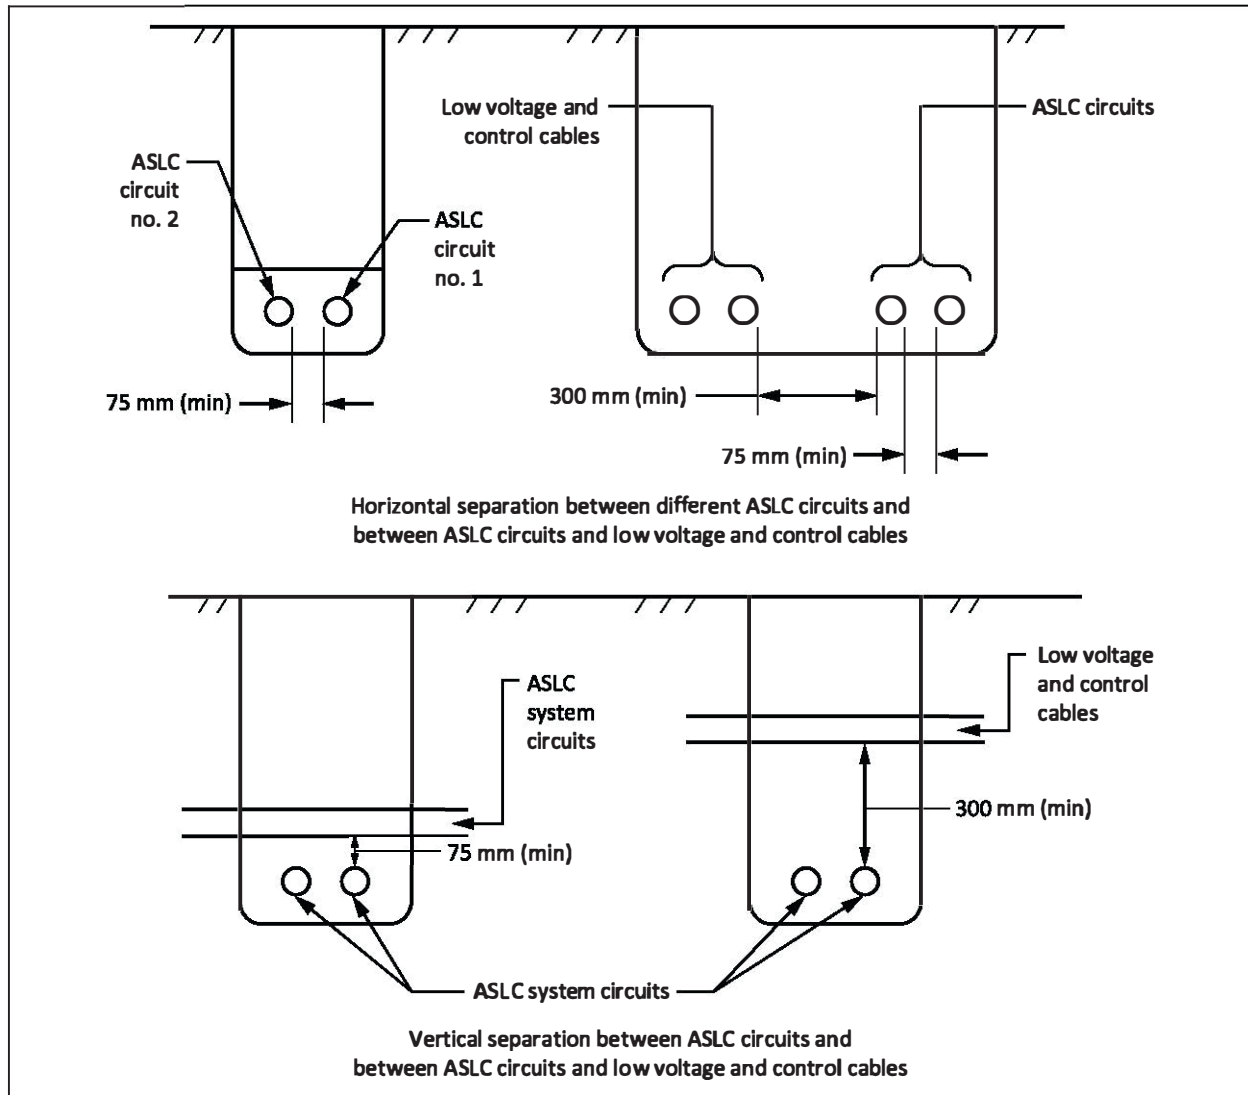 Low voltage and
control cables
ASLC circuits
ASLC
circuit
no. 2
ASLC
circuit
no. 1
75 mm (min)
300 mm (min)
75 mm (min)
Horizontal separation between different ASLC circuits and
between ASLC circuits and low voltage and control cables
ASLC
system
circuits
Low voltage
and control
cables
75 mm (min)
300 mm (min)
ASLC system circuits
Vertical separation between ASLC circuits and
between ASLC circuits and low voltage and control cables